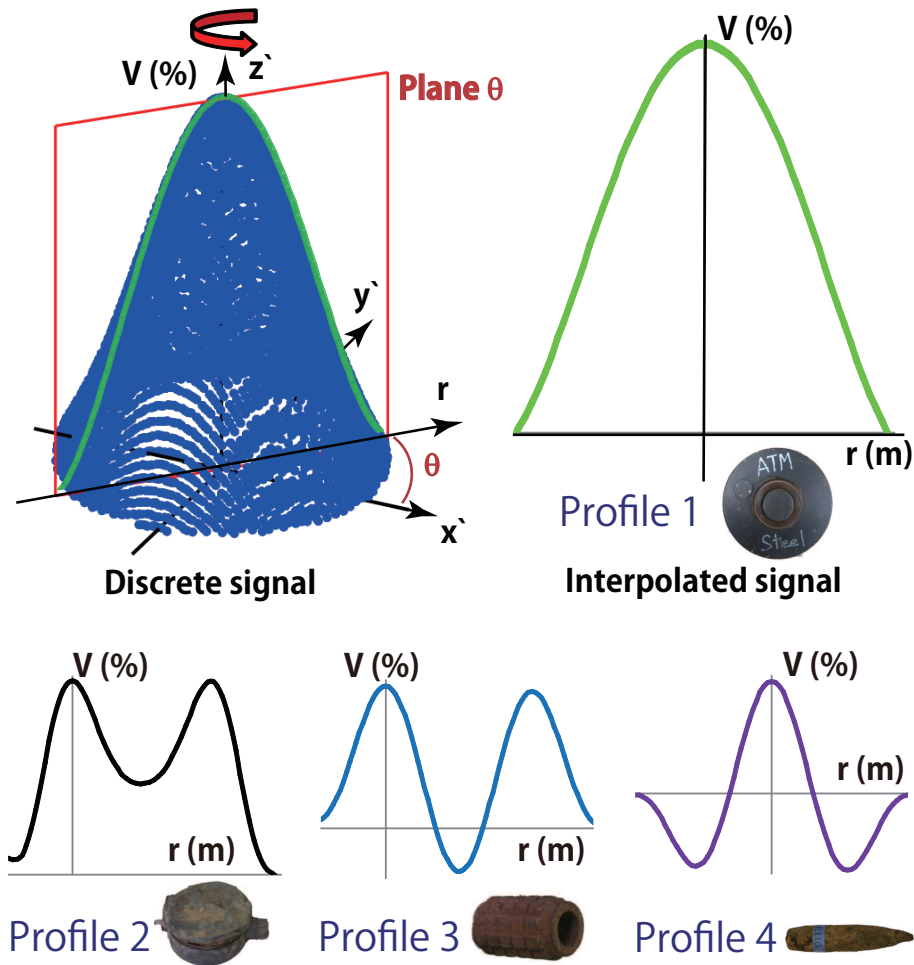 V (%)
z`
Plane θ
y`
r
θ
x`
Discrete signal
V (%)
r (m)
Profile 1
ATM
Steel
Interpolated signal
V (%)
r (m)
Profile 2
V (%)
r (m)
Profile 3
V (%)
r (m)
Profile 4